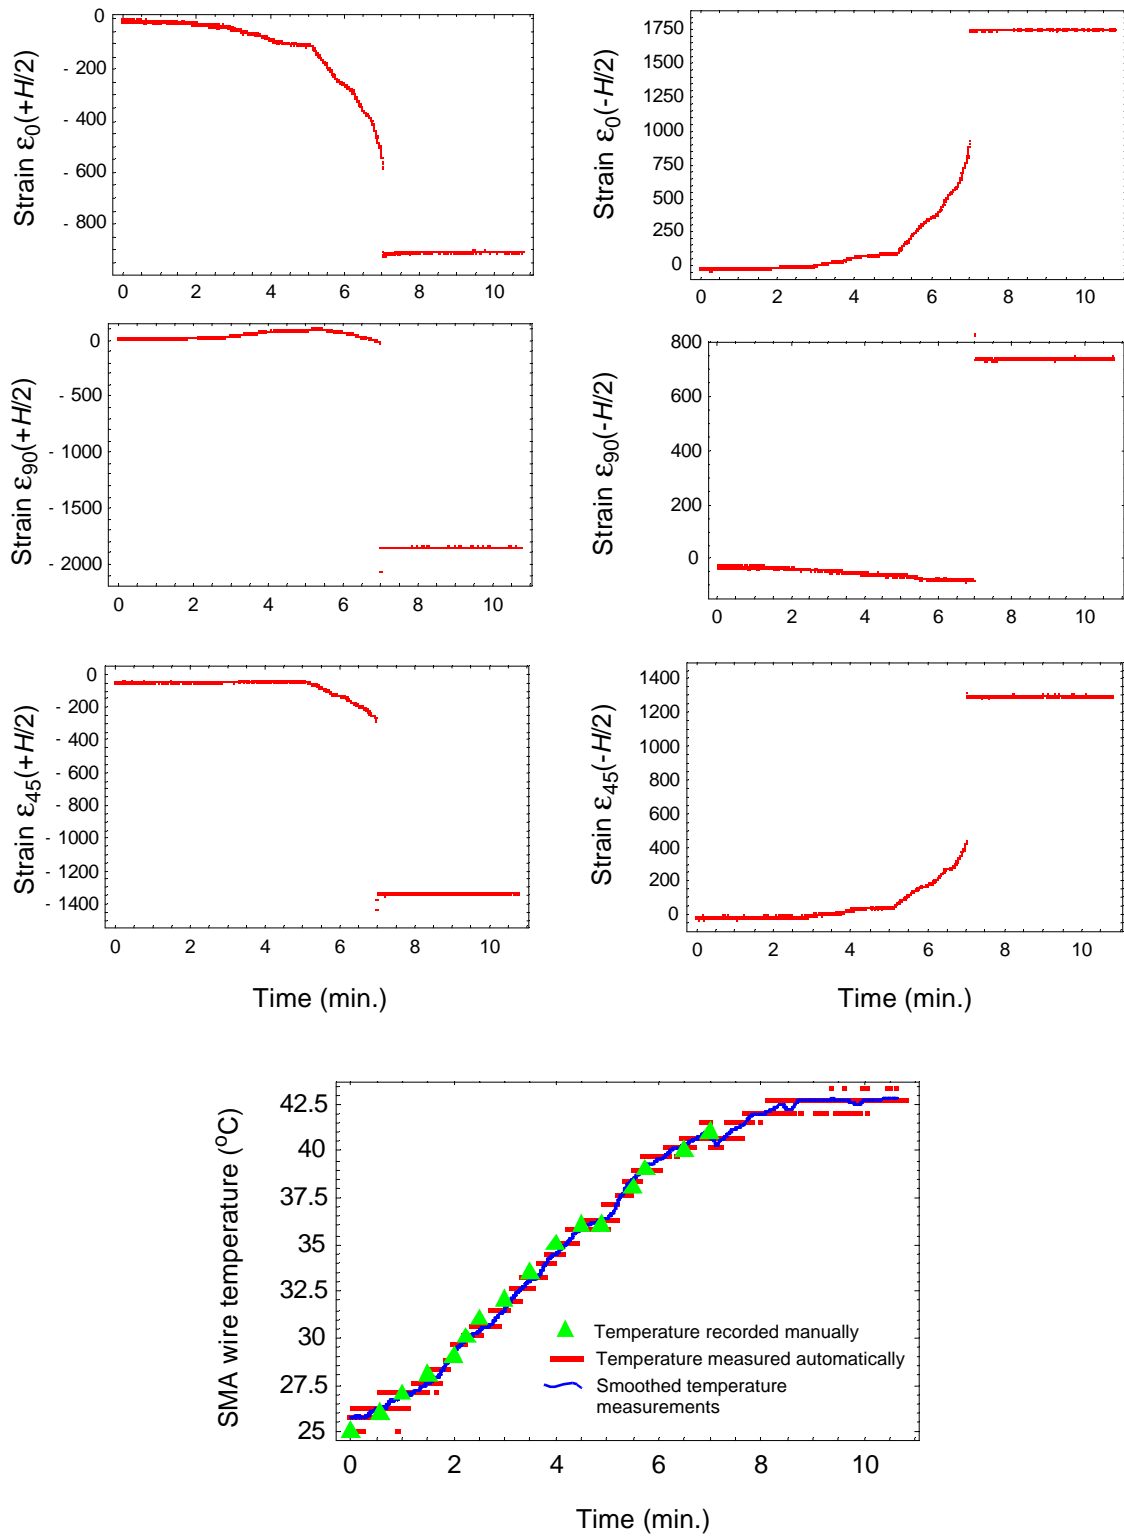 Strain ε0(+H/2)
0
- 200
- 400
- 600
- 800
0 2 4 6 8 10
Strain ε0(-H/2)
1750
1500
1250
1000
750
500
250
0
0 2 4 6 8 10
Strain ε90(+H/2)
0
- 500
- 1000
- 1500
- 2000
0 2 4 6 8 10
Strain ε90(-H/2)
800
600
400
200
0
0 2 4 6 8 10
Strain ε45(+H/2)
0
- 200
- 400
- 600
- 800
- 1000
- 1200
- 1400
0 2 4 6 8 10
Time (min.)
Strain ε45(-H/2)
1400
1200
1000
800
600
400
200
0
0 2 4 6 8 10
Time (min.)
SMA wire temperature (°C)
42.5
40
37.5
35
32.5
30
27.5
25
Temperature recorded manually
Temperature measured automatically
Smoothed temperature
measurements
0 2 4 6 8 10
Time (min.)